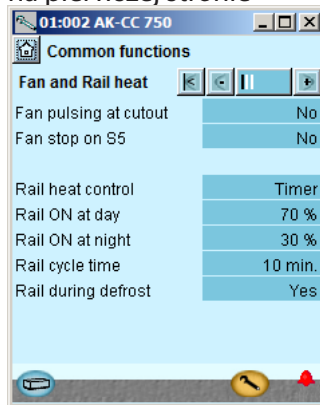 01:002 AK-CC 750
Common functions
Fan and Rail heat
Fan pulsing at cutout No
Fan stop on S5 No
Rail heat control Timer
Rail ON at day 70 %
Rail ON at night 30 %
Rail cycle time 10 min.
Rail during defrost Yes